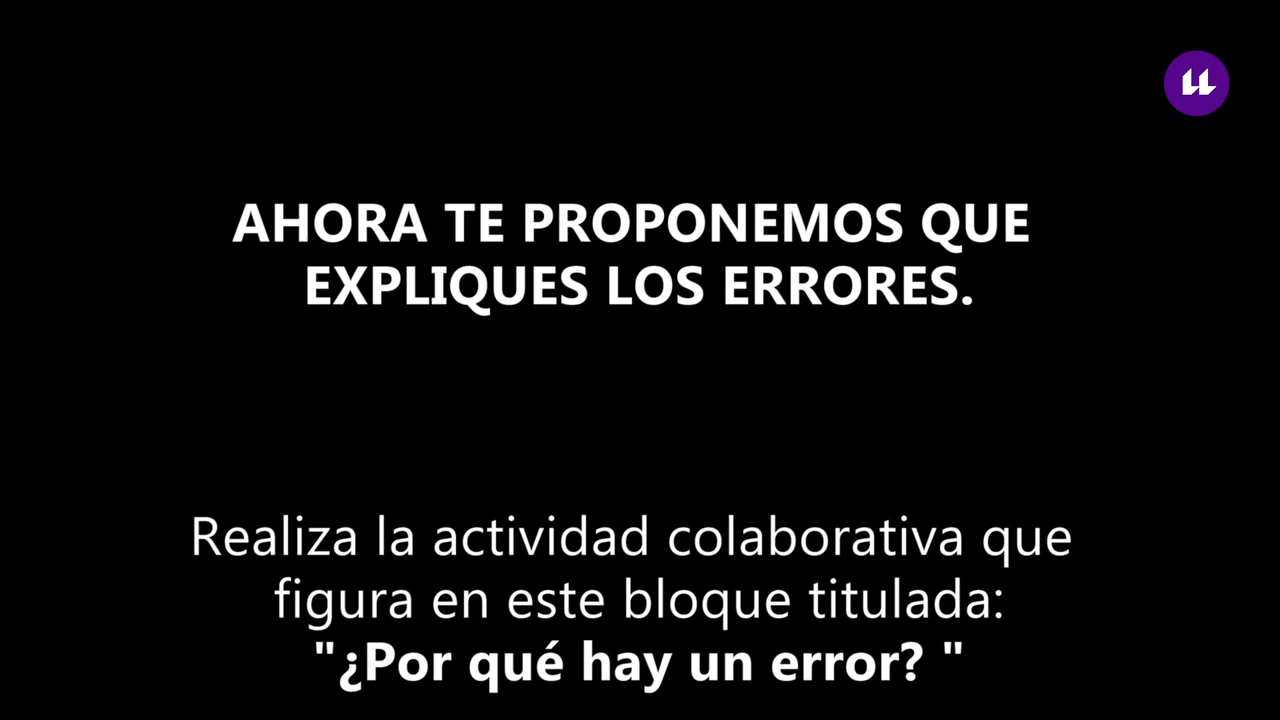 AHORA TE PROPONEMOS QUE
EXPLIQUES LOS ERRORES.
Realiza la actividad colaborativa que
figura en este bloque titulada:
"¿Por qué hay un error? "